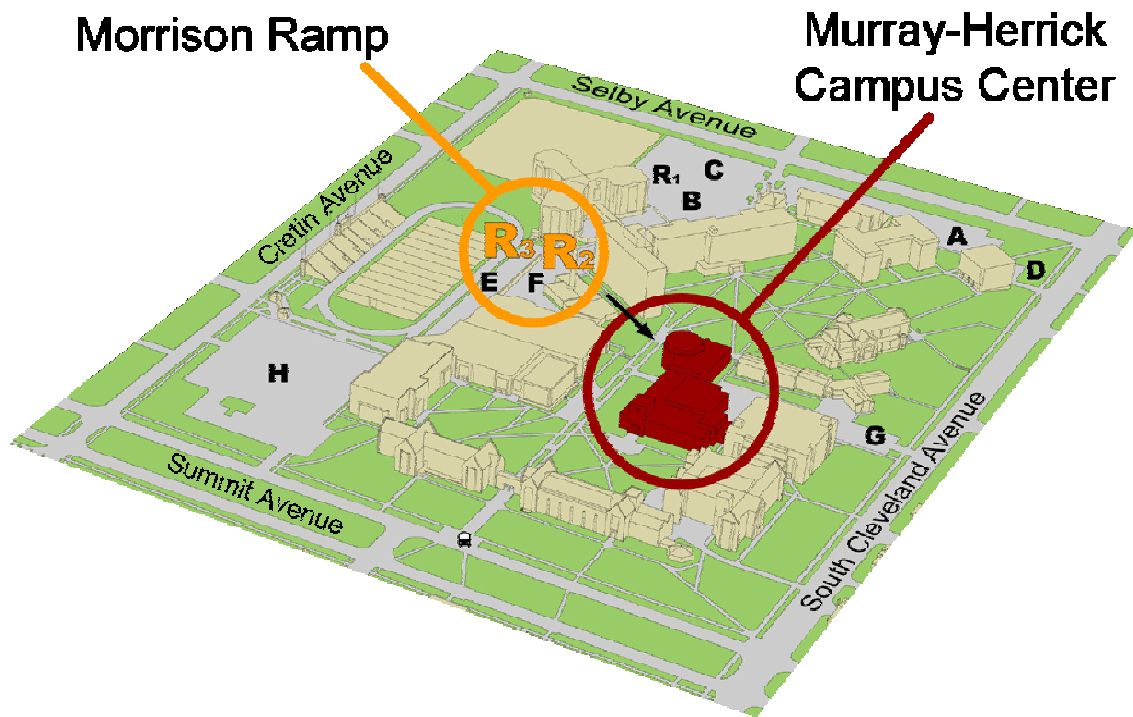 Morrison Ramp
Murray-Herrick
Campus Center
Selby Avenue
Cretin Avenue
R1
C
B
A
D
R3
R2
E
F
H
G
Summit Avenue
South Cleveland Avenue